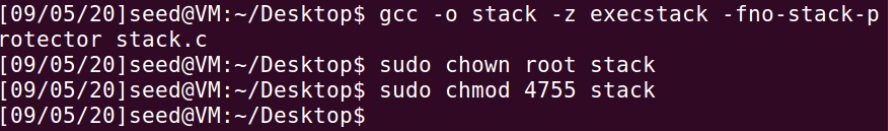 [09/05/20]seed@VM:~/Desktop$ gcc -o stack -z execstack -fno-stack-p
rotector stack.c
[09/05/20]seed@VM:~/Desktop$ sudo chown root stack
[09/05/20]seed@VM:~/Desktop$ sudo chmod 4755 stack
[09/05/20]seed@VM:~/Desktop$